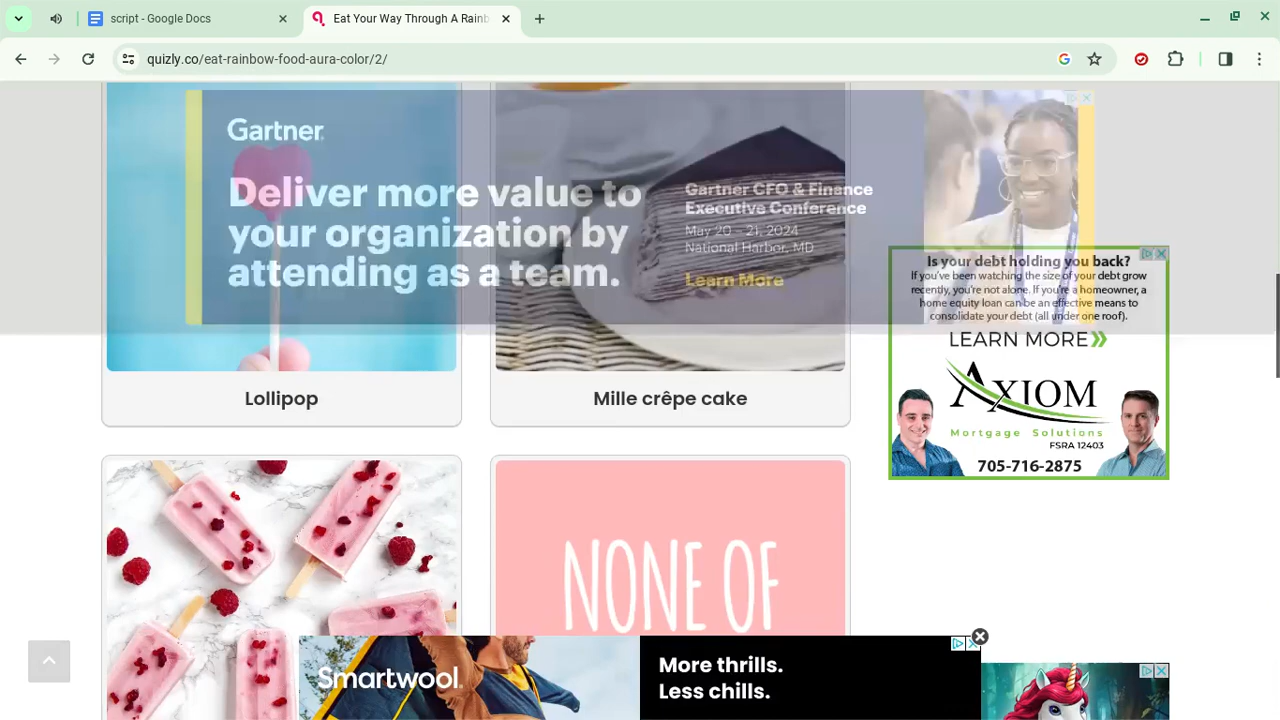 script - Google Docs
Eat Your Way Through A Rainb
quizly.co/eat-rainbow-food-aura-color/2/
Gartner
Deliver more value to
your organization by
attending as a team.
Gartner CFO & Finance
Executive Conference
May 20 – 21, 2024
National Harbor, MD
Learn More
Is your debt holding you back?
If you've been watching the size of your debt grow
recently, you're not alone. If you're a homeowner, a
home equity loan can be an effective means to
consolidate your debt (all under one roof).
LEARN MORE
AXIOM
Mortgage Solutions
FSRA 12403
705-716-2875
Lollipop
Mille crêpe cake
NONE OF
Smartwool
More thrills.
Less chills.